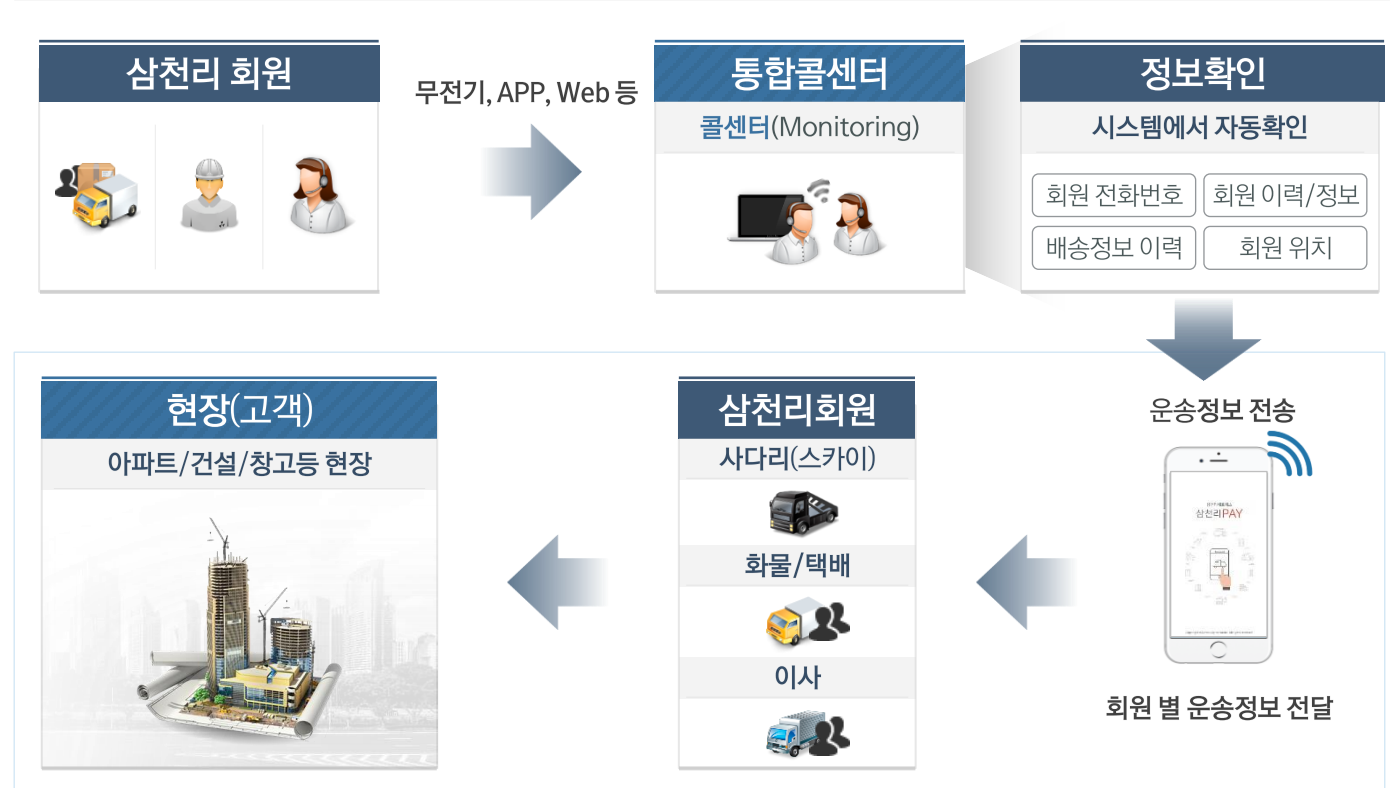 삼천리 회원
무전기, APP, Web 등
통합콜센터
콜센터(Monitoring)
정보확인
시스템에서 자동확인
회원 전화번호
회원 이력/정보
배송정보 이력
회원 위치
운송정보 전송
삼천리PAY
회원 별 운송정보 전달
삼천리회원
사다리(스카이)
화물/택배
이사
현장(고객)
아파트/건설/창고등 현장